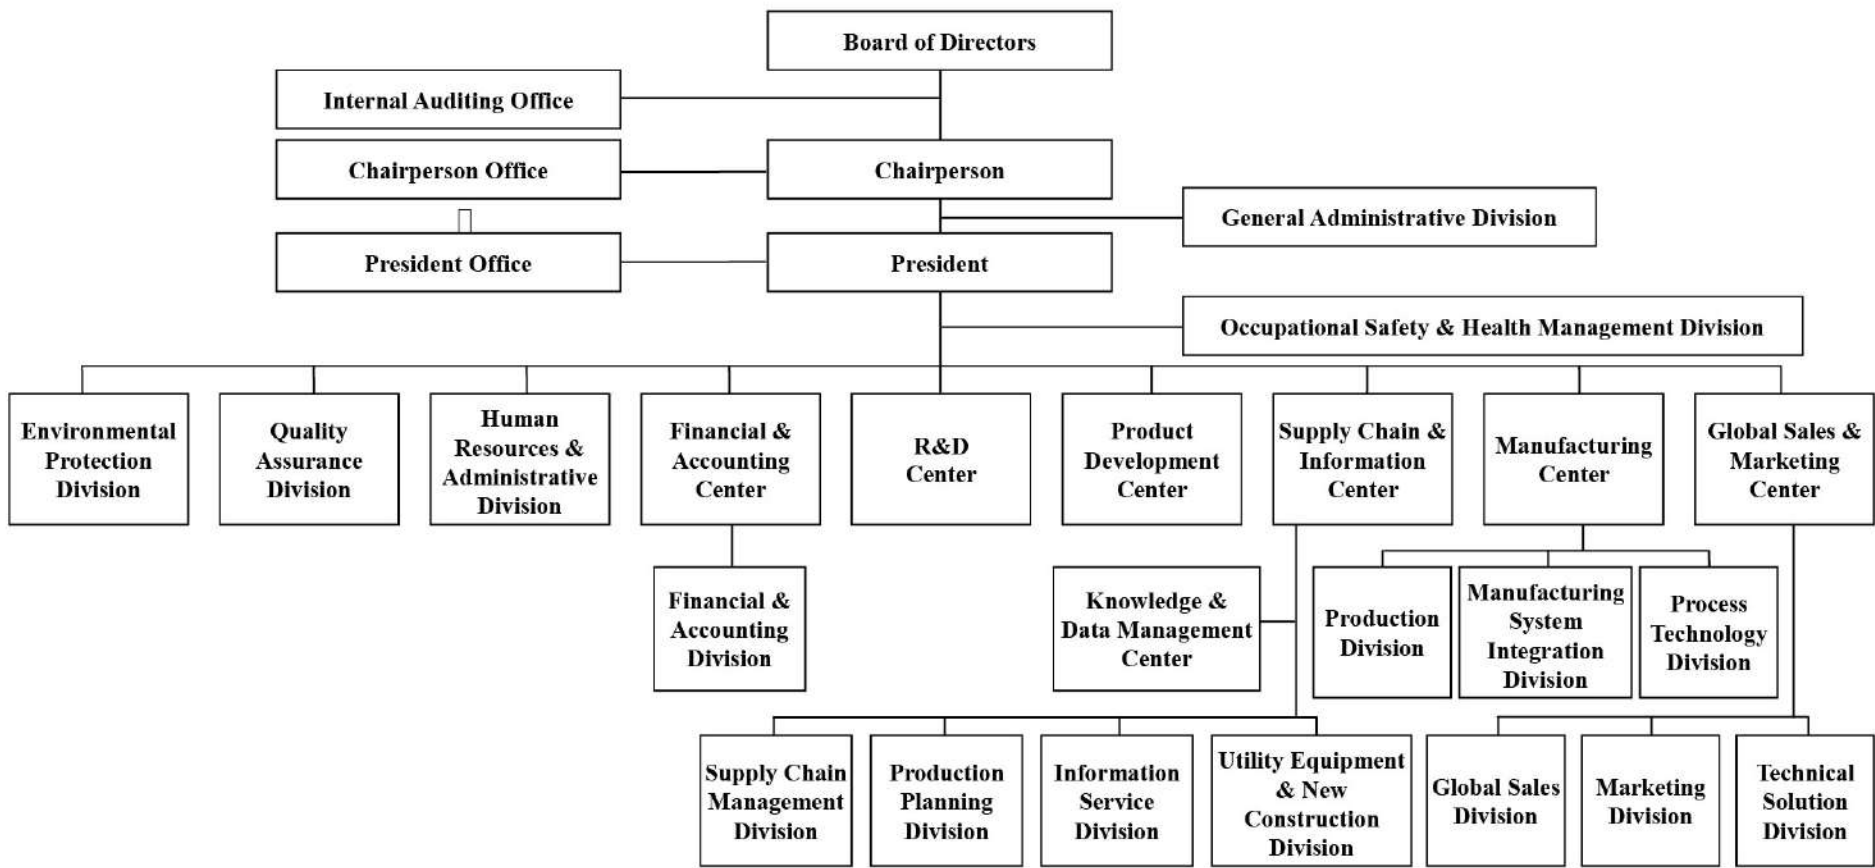 Board of Directors
Internal Auditing Office
Chairperson Office
Chairperson
General Administrative Division
President Office
President
Occupational Safety & Health Management Division
Environmental
Protection
Division
Quality
Assurance
Division
Human
Resources &
Administrative
Division
Financial &
Accounting
Center
R&D
Center
Product
Development
Center
Supply Chain &
Information
Center
Manufacturing
Center
Global Sales &
Marketing
Center
Financial &
Accounting
Division
Knowledge &
Data Management
Center
Production
Division
Manufacturing
System
Integration
Division
Process
Technology
Division
Supply Chain
Management
Division
Production
Planning
Division
Information
Service
Division
Utility Equipment
& New
Construction
Division
Global Sales
Division
Marketing
Division
Technical
Solution
Division